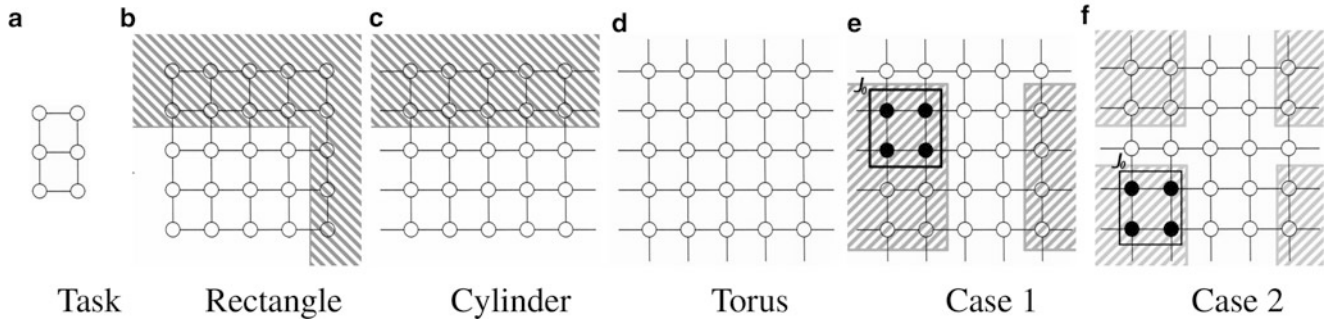 a b c d e f
J₀ J₀
Task Rectangle Cylinder Torus Case 1 Case 2